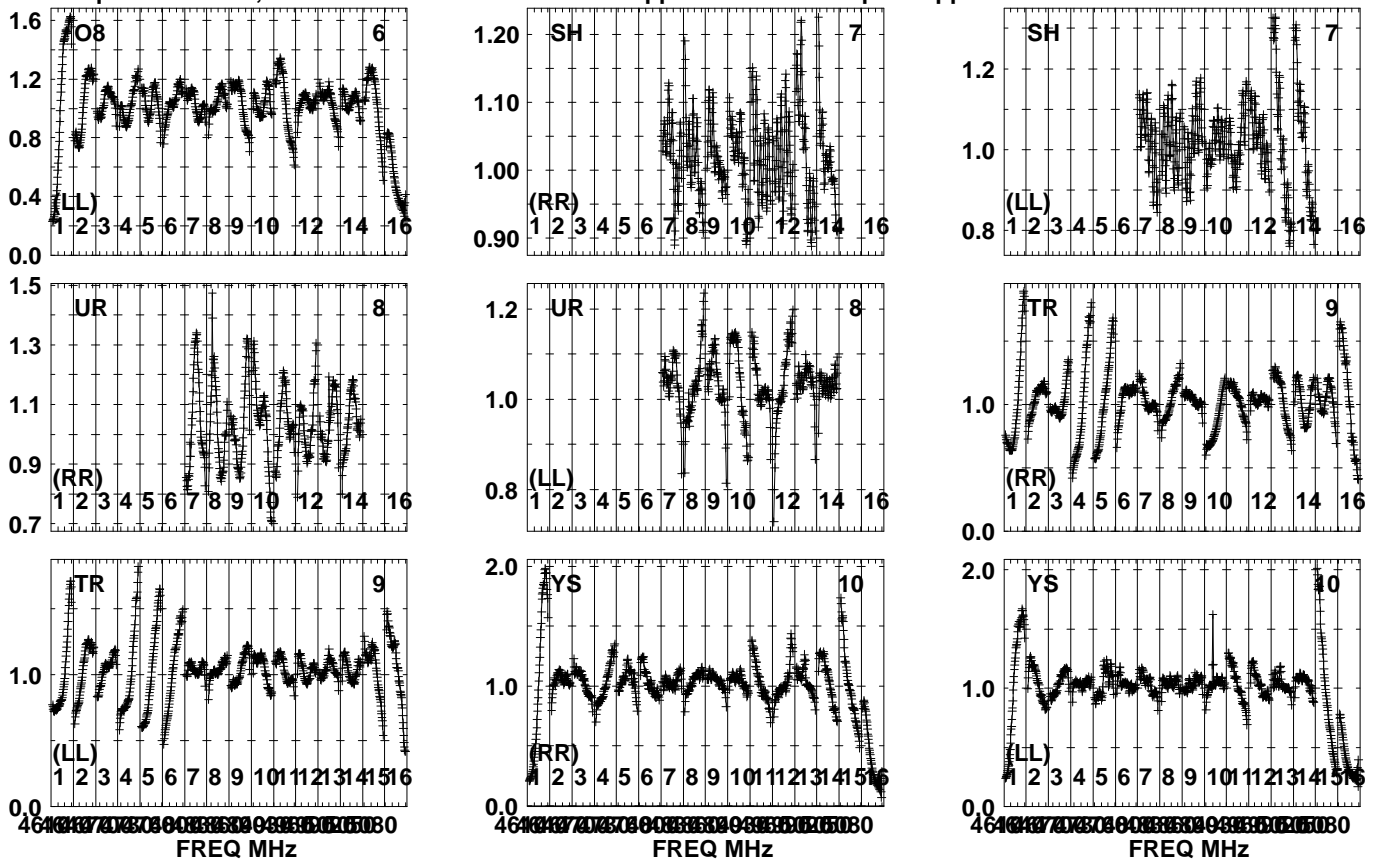 1.6 O8 6
1.2
0.8
0.4 (LL)
1 2 3 4 5 6 7 8 9 10 12 14 16
0.0
1.20 SH 7
1.10
1.00
(RR)
1 2 3 4 5 6 7 8 9 10 12 14 16
0.90
SH 7
1.2
1.0
(LL)
1 2 3 4 5 6 7 8 9 10 12 14 16
0.8
1.5 UR 8
1.3
1.1
0.9 (RR)
1 2 3 4 5 6 7 8 9 10 12 14 16
0.7
UR 8
1.2
1.0
(LL)
1 2 3 4 5 6 7 8 9 10 12 14 16
0.8
TR 9
1.0
(RR)
1 2 3 4 5 6 7 8 9 10 12 14 16
0.0
TR 9
1.0
(LL)
1 2 3 4 5 6 7 8 9 10 11 12 13 14 15 16
0.0
FREQ MHz
2.0 YS 10
1.0
(RR)
1 2 3 4 5 6 7 8 9 10 11 12 13 14 15 16
0.0
FREQ MHz
2.0 YS 10
1.0
(LL)
1 2 3 4 5 6 7 8 9 10 11 12 13 14 15 16
0.0
FREQ MHz